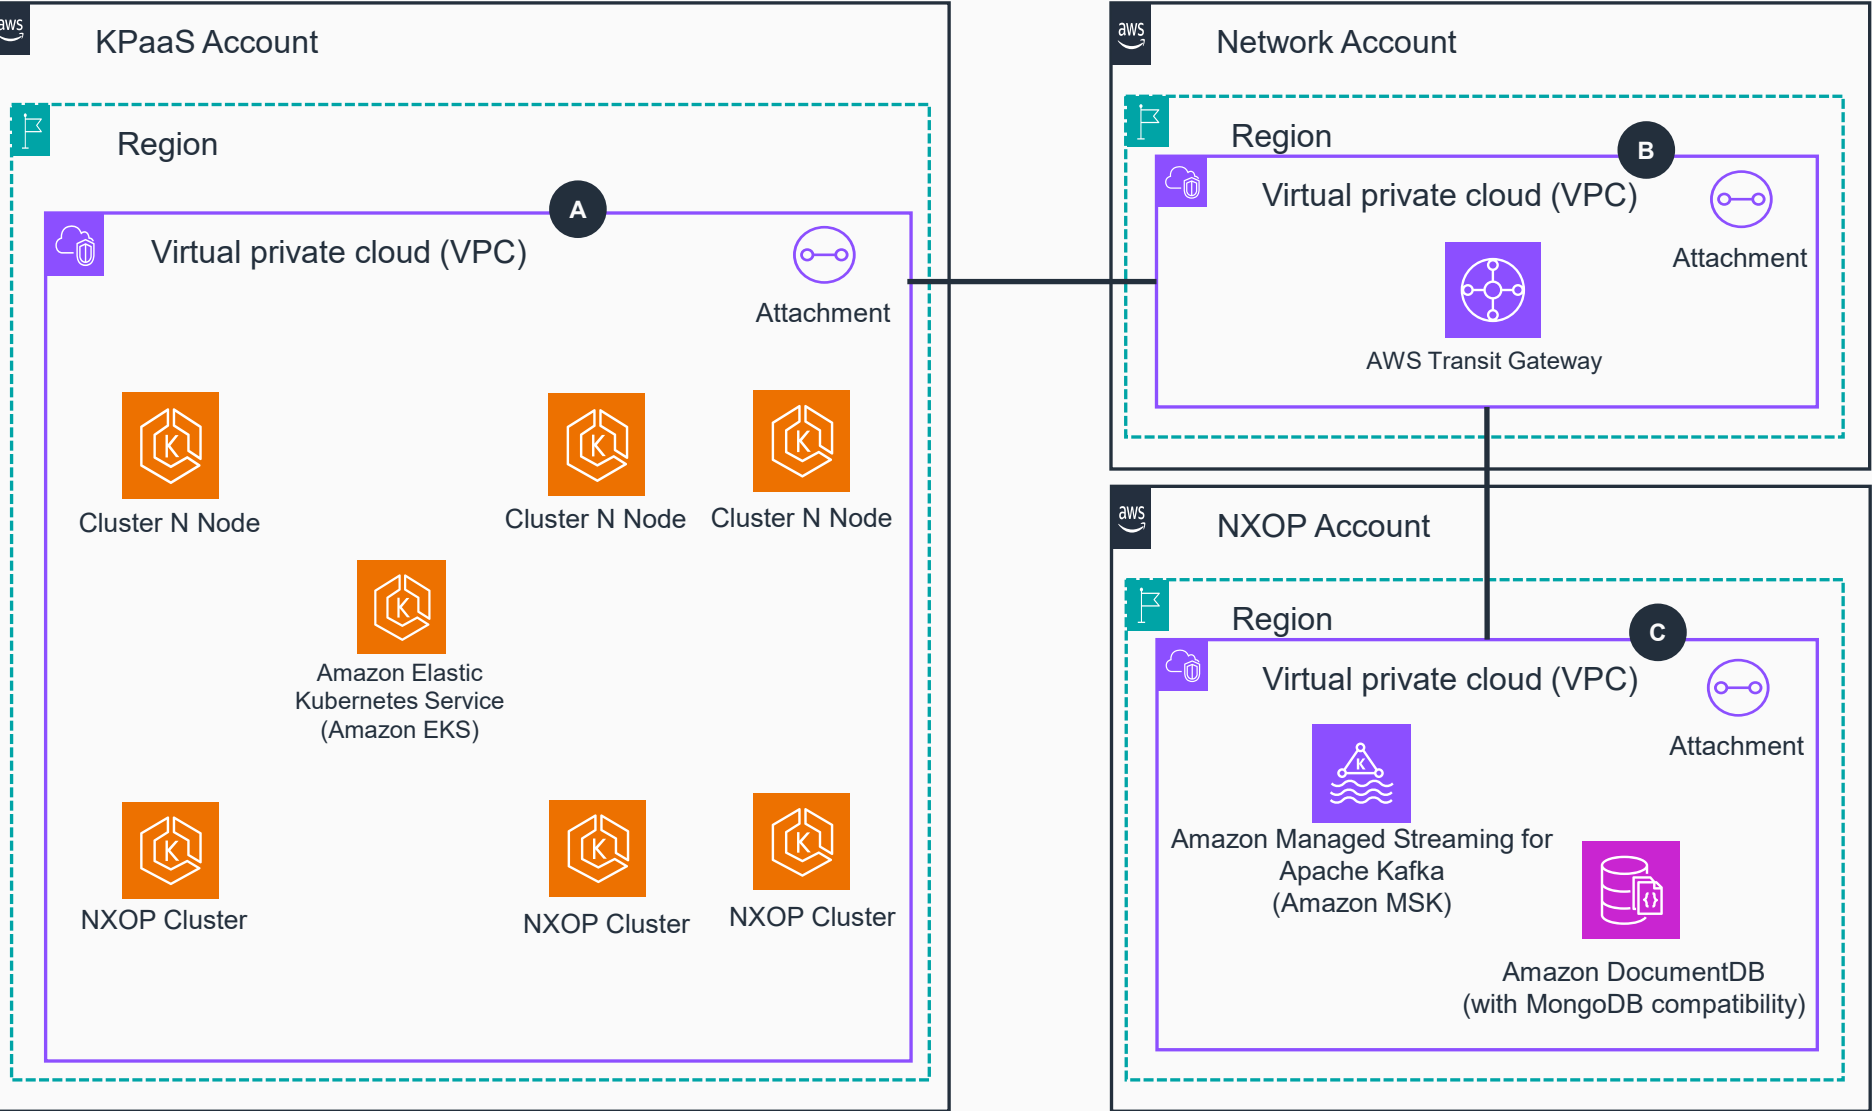 aws
KPaaS Account
Region
A
Virtual private cloud (VPC)
Attachment
K
Cluster N Node
K
Cluster N Node
K
Cluster N Node
K
Amazon Elastic
Kubernetes Service
(Amazon EKS)
K
NXOP Cluster
K
NXOP Cluster
K
NXOP Cluster
aws
Network Account
Region
B
Virtual private cloud (VPC)
Attachment
AWS Transit Gateway
aws
NXOP Account
Region
C
Virtual private cloud (VPC)
Attachment
K
Amazon Managed Streaming for
Apache Kafka
(Amazon MSK)
{}
Amazon DocumentDB
(with MongoDB compatibility)